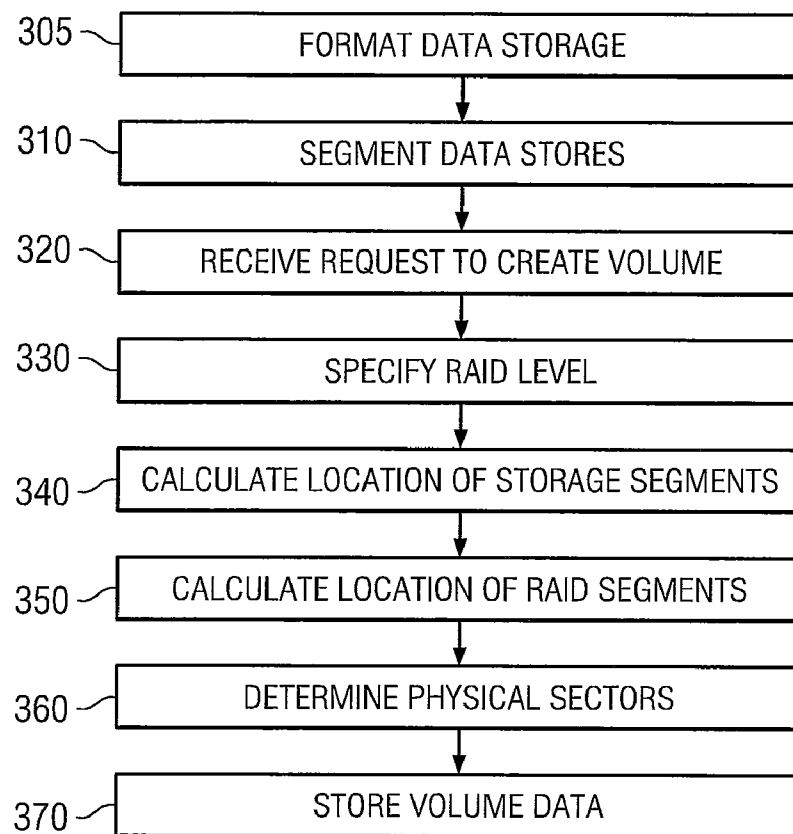 305 FORMAT DATA STORAGE
310 SEGMENT DATA STORES
320 RECEIVE REQUEST TO CREATE VOLUME
330 SPECIFY RAID LEVEL
340 CALCULATE LOCATION OF STORAGE SEGMENTS
350 CALCULATE LOCATION OF RAID SEGMENTS
360 DETERMINE PHYSICAL SECTORS
370 STORE VOLUME DATA